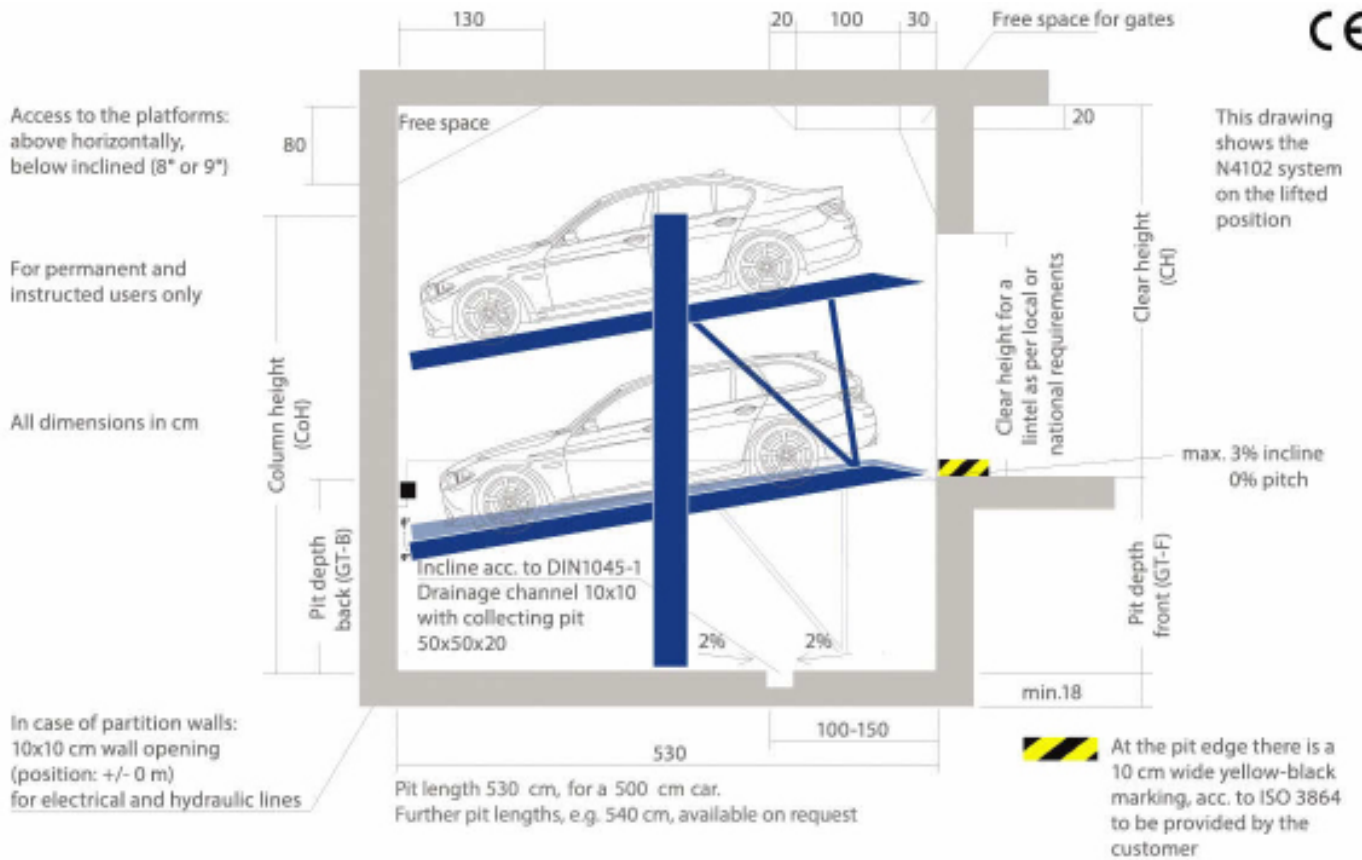 130
20
100
30
Free space for gates
CE
Access to the platforms:
above horizontally,
below inclined (8° or 9°)
80
Free space
20
This drawing
shows the
N4102 system
on the lifted
position
For permanent and
instructed users only
All dimensions in cm
Column height
(CoH)
Clear height for a
lintel as per local or
national requirements
Clear height
(CH)
max. 3% incline
0% pitch
Pit depth
back (GT-B)
Incline acc. to DIN1045-1
Drainage channel 10x10
with collecting pit
50x50x20
2%
2%
Pit depth
front (GT-F)
min.18
In case of partition walls:
10x10 cm wall opening
(position: +/- 0 m)
for electrical and hydraulic lines
100-150
530
Pit length 530 cm, for a 500 cm car.
Further pit lengths, e.g. 540 cm, available on request
At the pit edge there is a
10 cm wide yellow-black
marking, acc. to ISO 3864
to be provided by the
customer